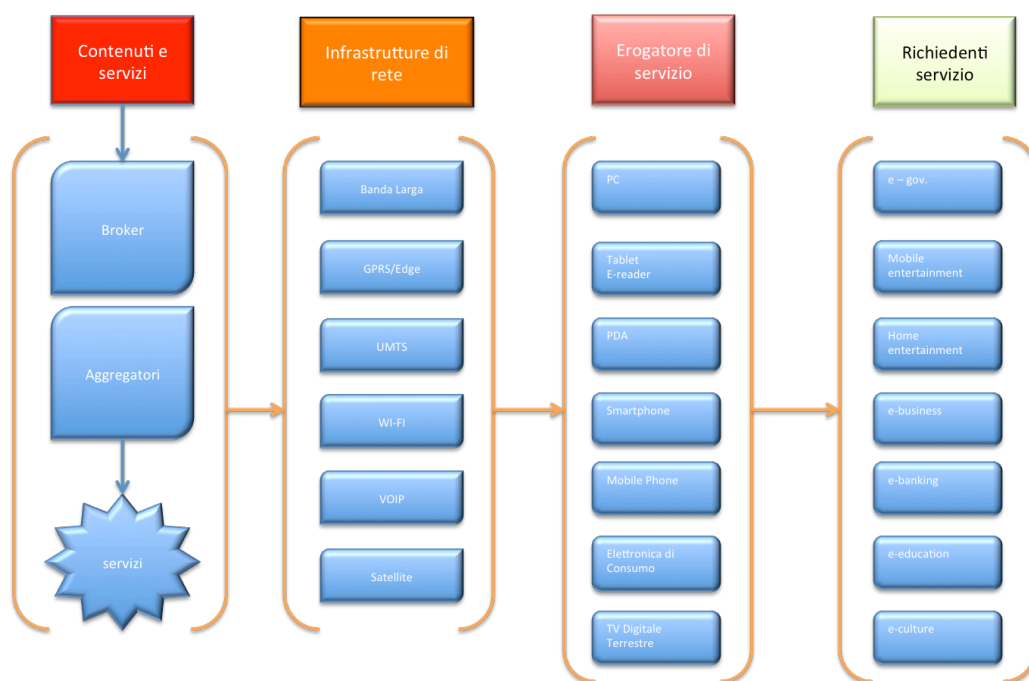 Contenuti e
servizi
Infrastrutture di
rete
Erogatore di
servizio
Richiedenti
servizio
Broker
Aggregatori
servizi
Banda Larga
GPRS/Edge
UMTS
WI-FI
VOIP
Satellite
PC
Tablet
E-reader
PDA
Smartphone
Mobile Phone
Elettronica di
Consumo
TV Digitale
Terrestre
e – gov.
Mobile
entertainment
Home
entertainment
e-business
e-banking
e-education
e-culture